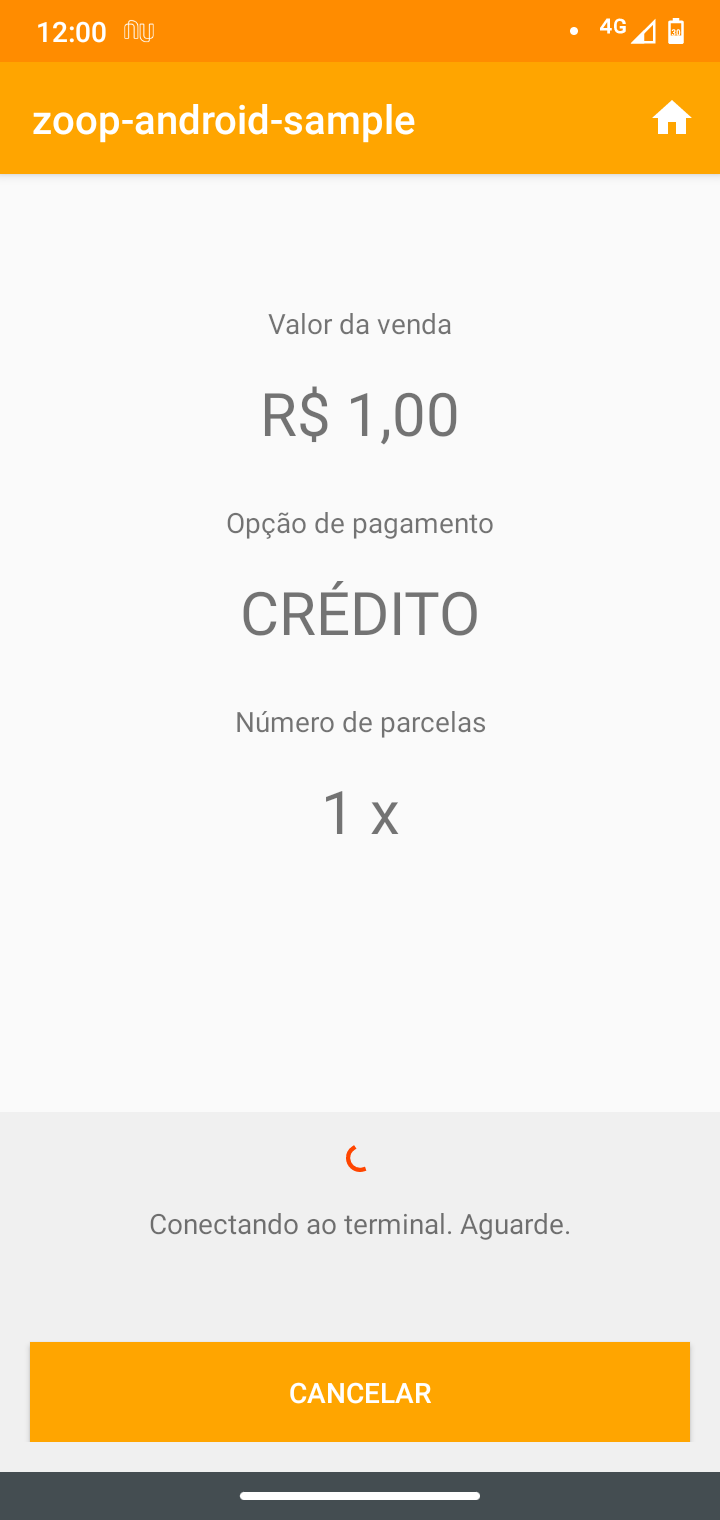 12:00
4G
30
zoop-android-sample
Valor da venda
R$ 1,00
Opção de pagamento
CRÉDITO
Número de parcelas
1 x
Conectando ao terminal. Aguarde.
CANCELAR